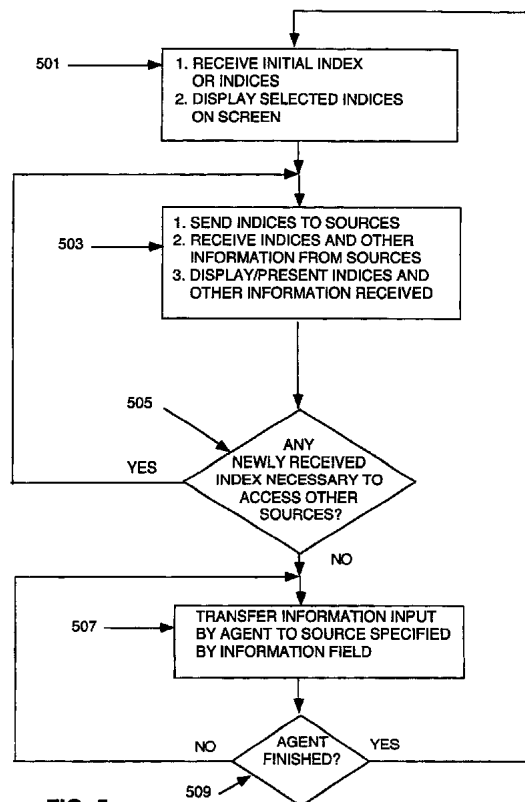 501
1. RECEIVE INITIAL INDEX
OR INDICES
2. DISPLAY SELECTED INDICES
ON SCREEN
503
1. SEND INDICES TO SOURCES
2. RECEIVE INDICES AND OTHER
INFORMATION FROM SOURCES
3. DISPLAY/PRESENT INDICES AND
OTHER INFORMATION RECEIVED
505
ANY
NEWLY RECEIVED
INDEX NECESSARY TO
ACCESS OTHER
SOURCES?
YES
NO
507
TRANSFER INFORMATION INPUT
BY AGENT TO SOURCE SPECIFIED
BY INFORMATION FIELD
NO
AGENT
FINISHED?
YES
509